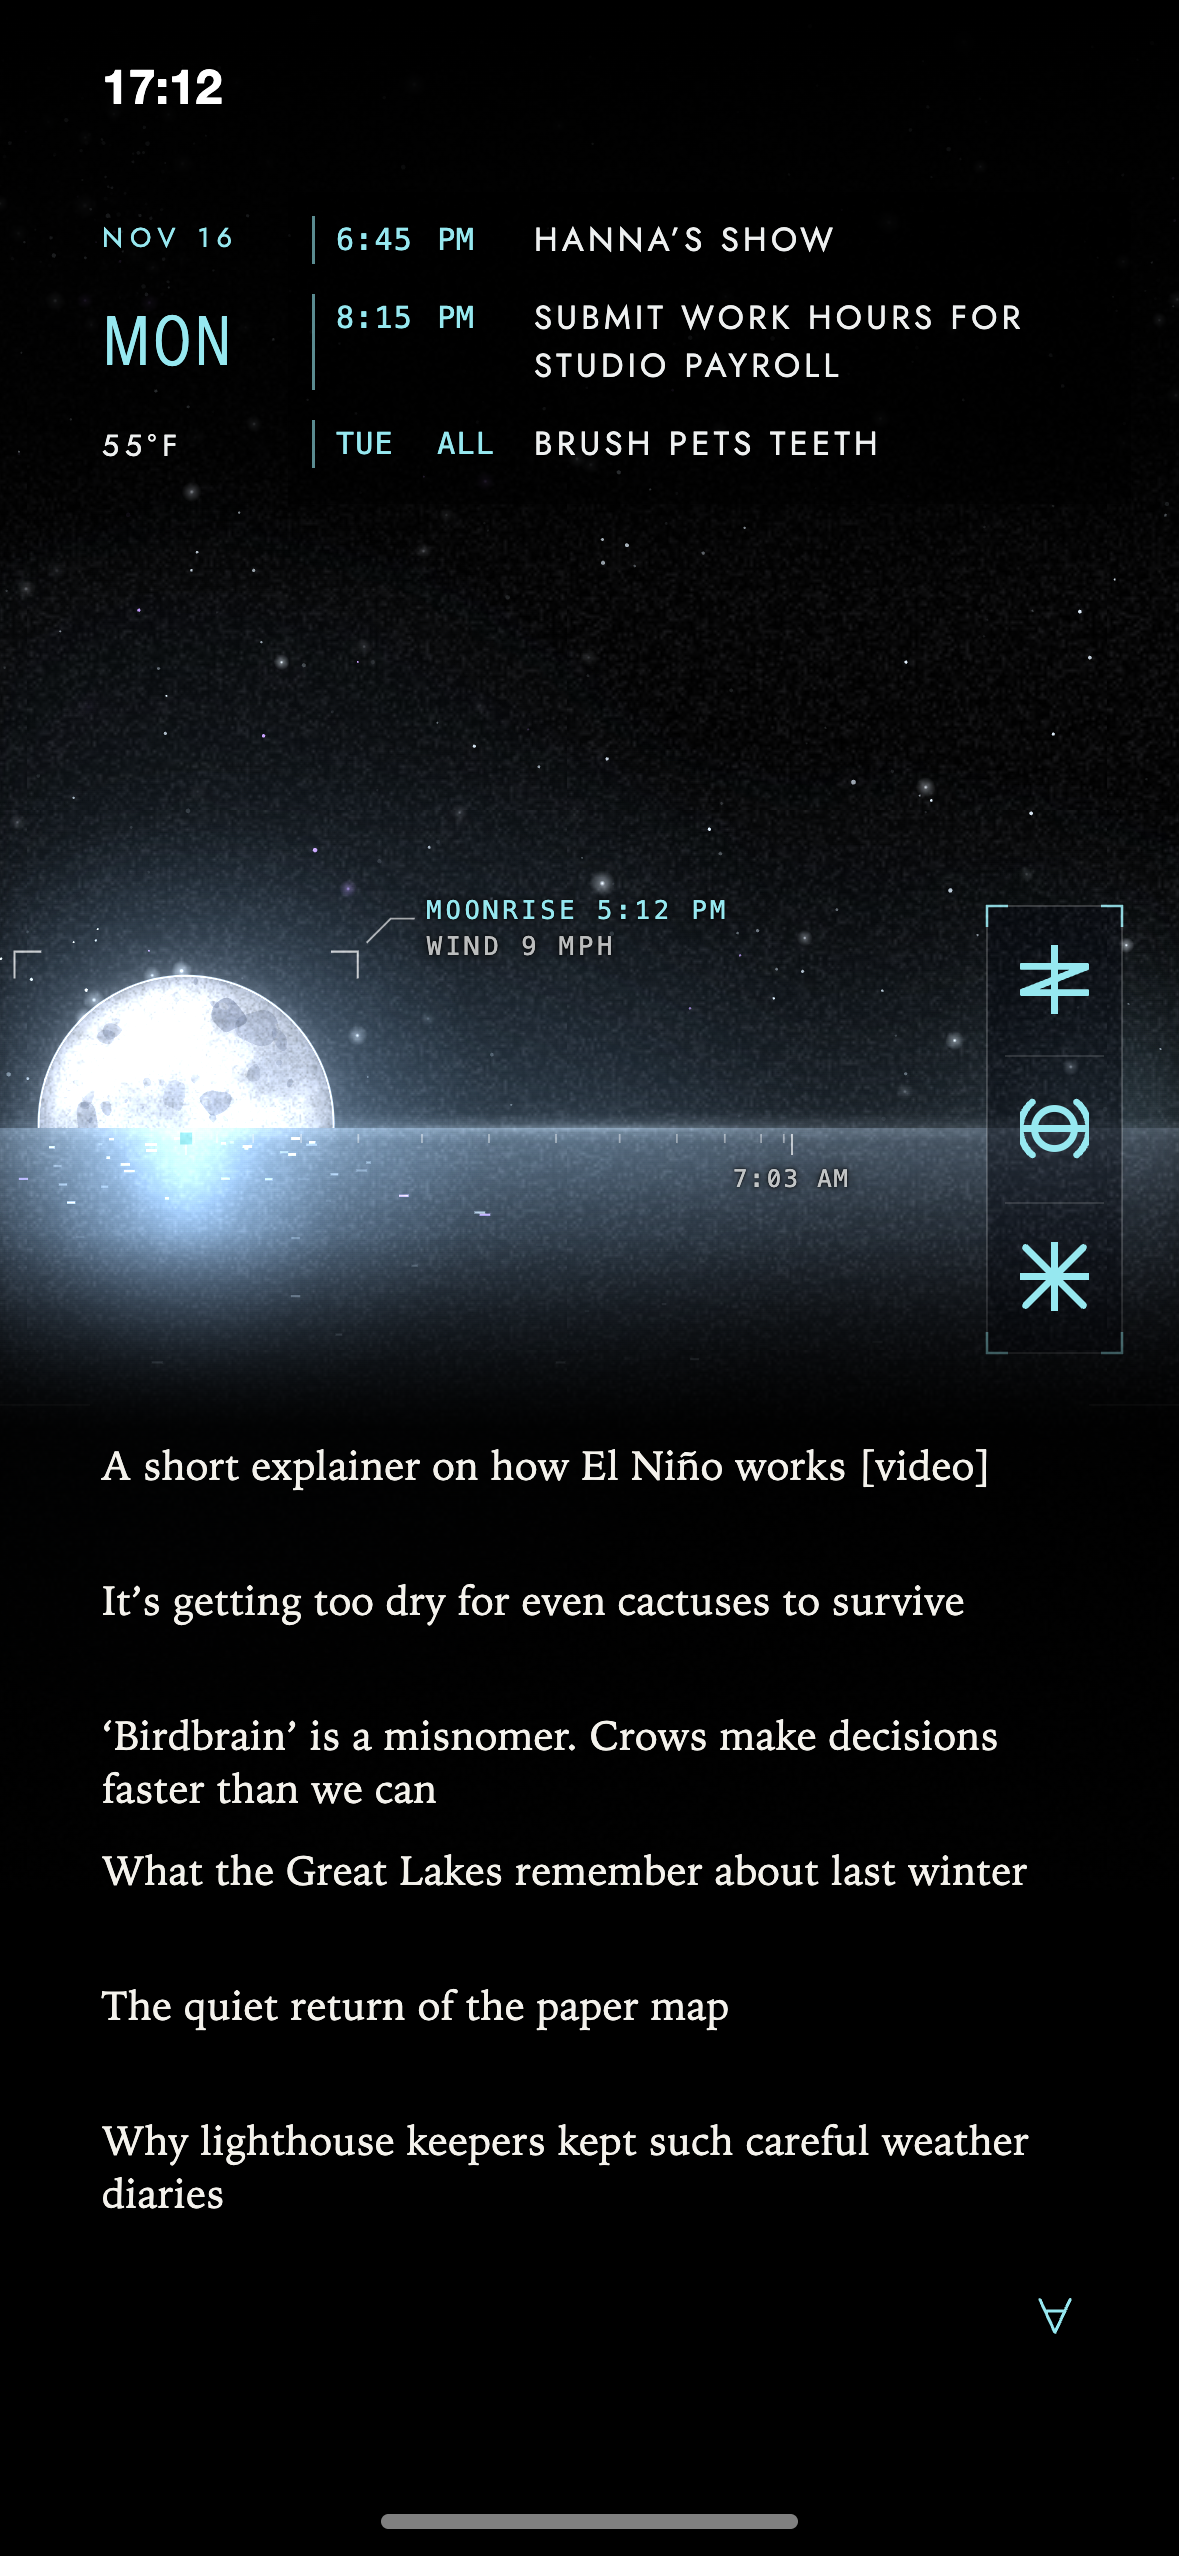 17:12
NOV 16
MON
55°F
6:45 PM HANNA’S SHOW
8:15 PM SUBMIT WORK HOURS FOR
STUDIO PAYROLL
TUE ALL BRUSH PETS TEETH
MOONRISE 5:12 PM
WIND 9 MPH
7:03 AM
A short explainer on how El Niño works [video]
It’s getting too dry for even cactuses to survive
‘Birdbrain’ is a misnomer. Crows make decisions
faster than we can
What the Great Lakes remember about last winter
The quiet return of the paper map
Why lighthouse keepers kept such careful weather
diaries